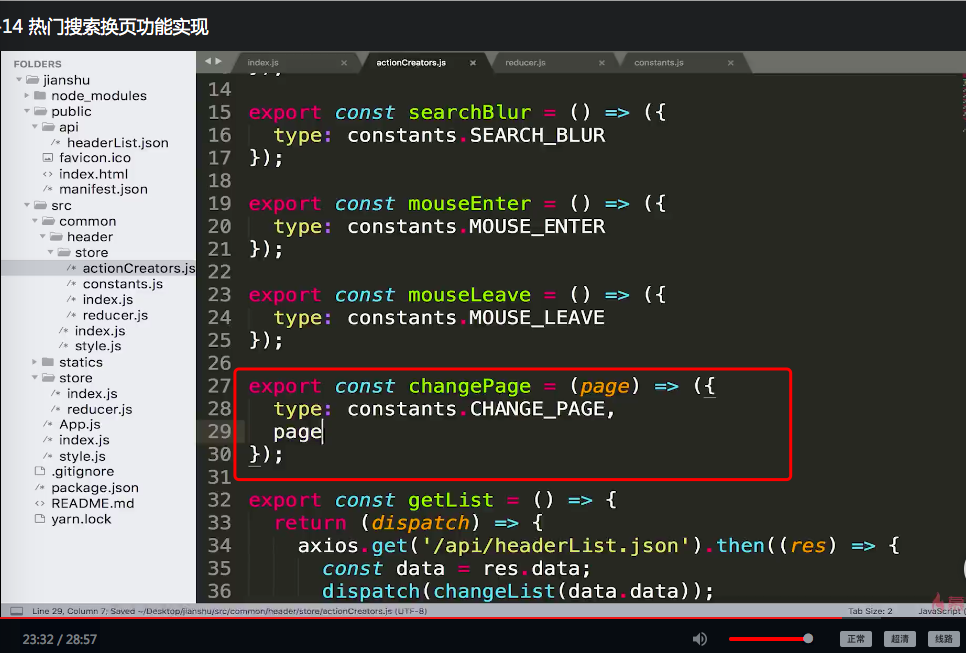 -14 热门搜索换页功能实现
FOLDERS
jianshu
node_modules
public
api
/* headerList.json
favicon.ico
<> index.html
/* manifest.json
src
common
header
store
/* actionCreators.js
/* constants.js
/* index.js
/* reducer.js
/* index.js
/* style.js
statics
store
/* index.js
/* reducer.js
/* App.js
/* index.js
/* style.js
.gitignore
/* package.json
<> README.md
yarn.lock
index.js × actionCreators.js × reducer.js × constants.js ×
14
15 export const searchBlur = () => ({
16 type: constants.SEARCH_BLUR
17 });
18
19 export const mouseEnter = () => ({
20 type: constants.MOUSE_ENTER
21 });
22
23 export const mouseLeave = () => ({
24 type: constants.MOUSE_LEAVE
25 });
26
27 export const changePage = (page) => ({
28 type: constants.CHANGE_PAGE,
29 page
30 });
31
32 export const getList = () => {
33 return (dispatch) => {
34 axios.get('/api/headerList.json').then((res) => {
35 const data = res.data;
36 dispatch(changeList(data.data));
Line 29, Column 7; Saved ~/Desktop/jianshu/src/common/header/store/actionCreators.js (UTF-8) Tab Size: 2 JavaScript (
23:32 / 28:57 正常 超清 线路